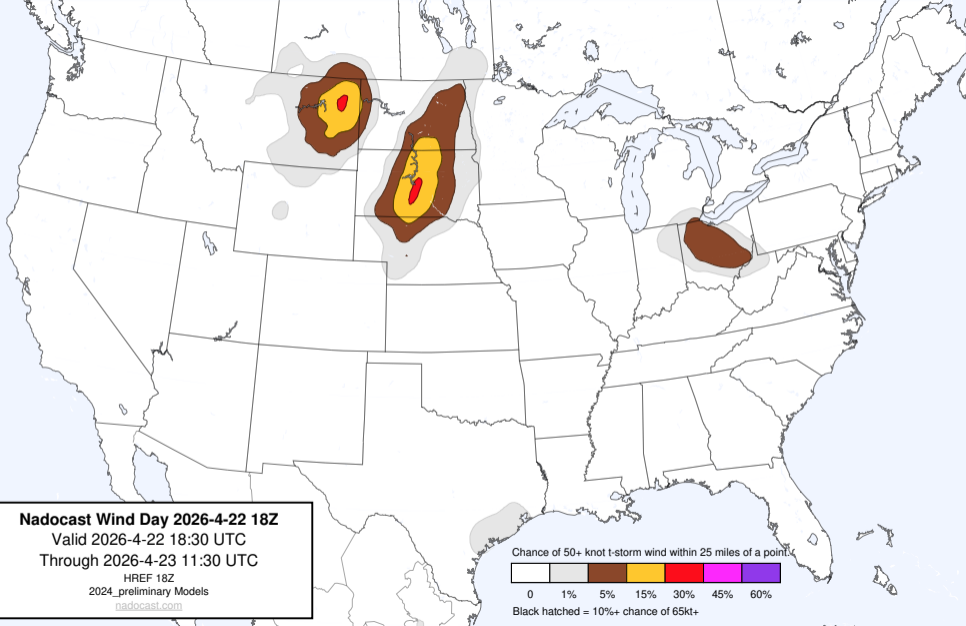 Nadocast Wind Day 2026-4-22 18Z
Valid 2026-4-22 18:30 UTC
Through 2026-4-23 11:30 UTC
HREF 18Z
2024_preliminary Models
nadocast.com
Chance of 50+ knot t-storm wind within 25 miles of a point.
0 1% 5% 15% 30% 45% 60%
Black hatched = 10%+ chance of 65kt+